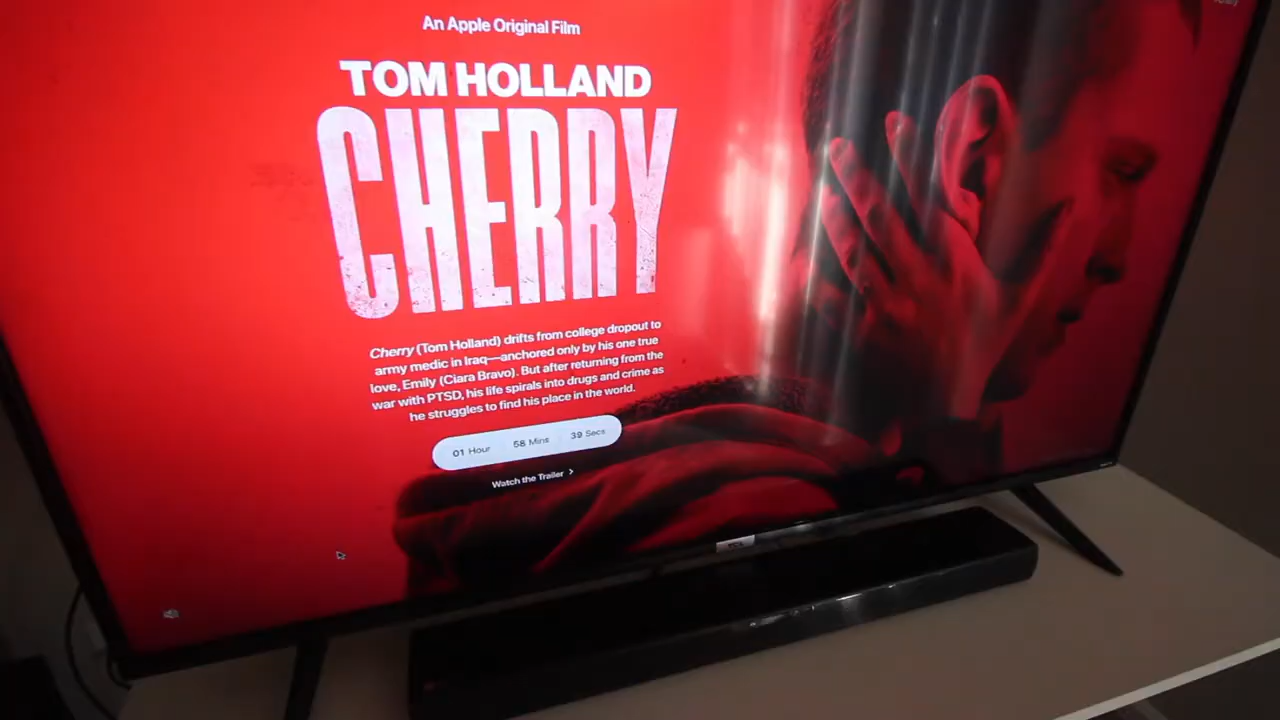 An Apple Original Film
TOM HOLLAND
CHERRY
Cherry (Tom Holland) drifts from college dropout to
army medic in Iraq—anchored only by his one true
love, Emily (Ciara Bravo). But after returning from the
war with PTSD, his life spirals into drugs and crime as
he struggles to find his place in the world.
01 Hour 58 Mins 39 Secs
Watch the Trailer >
TCL